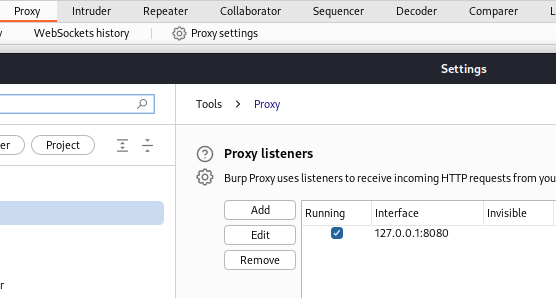 Proxy Intruder Repeater Collaborator Sequencer Decoder Comparer
WebSockets history Proxy settings
Settings
Tools > Proxy
Project
Proxy listeners
Burp Proxy uses listeners to receive incoming HTTP requests from you
Add
Running Interface Invisible
Edit
127.0.0.1:8080
Remove